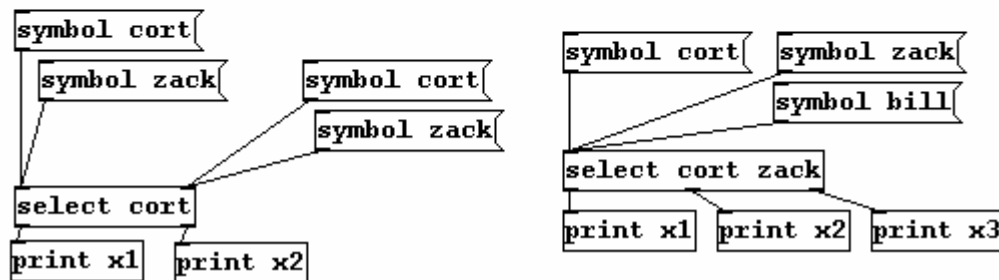 symbol cort
symbol zack
symbol cort
symbol zack
select cort
print x1
print x2
symbol cort
symbol zack
symbol bill
select cort zack
print x1
print x2
print x3